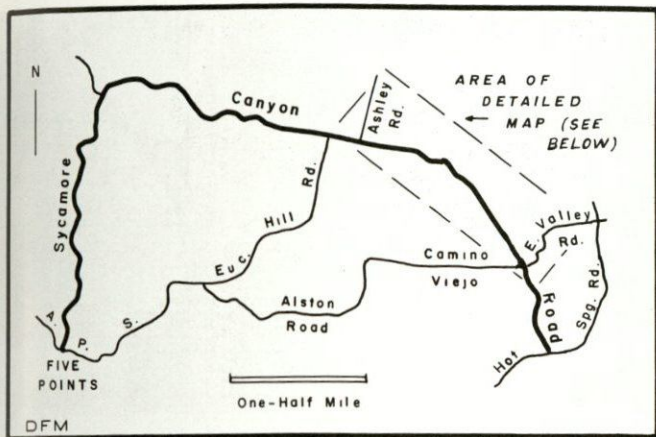 N
Sycamore Canyon Road
Ashley
Rd.
AREA OF
DETAILED
MAP (SEE
BELOW)
Euc. Hill Rd.
E. Valley
Rd.
Camino
Viejo
Alston
Road
Hot Spg. Rd.
A. P. S.
FIVE
POINTS
One-Half Mile
DFM